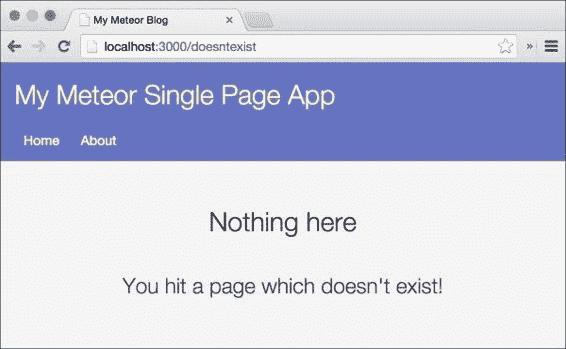 My Meteor Blog
localhost:3000/doesntexist
My Meteor Single Page App
Home About
Nothing here
You hit a page which doesn't exist!